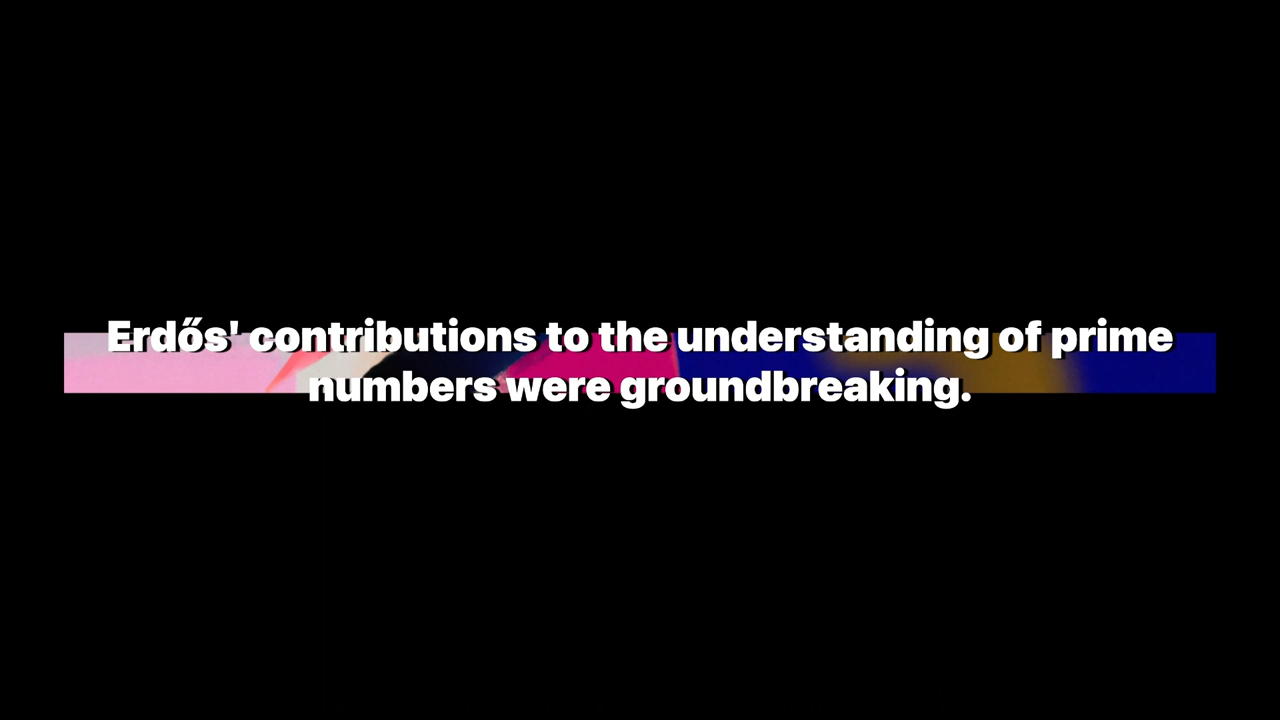 Erdős' contributions to the understanding of prime
numbers were groundbreaking.